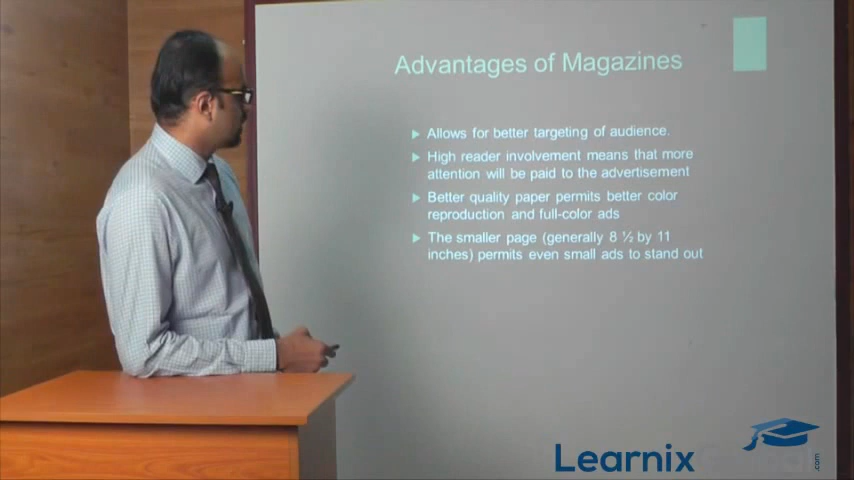 Advantages of Magazines
Allows for better targeting of audience.
High reader involvement means that more
attention will be paid to the advertisement
Better quality paper permits better color
reproduction and full-color ads
The smaller page (generally 8 ½ by 11
inches) permits even small ads to stand out
Learnix
.com